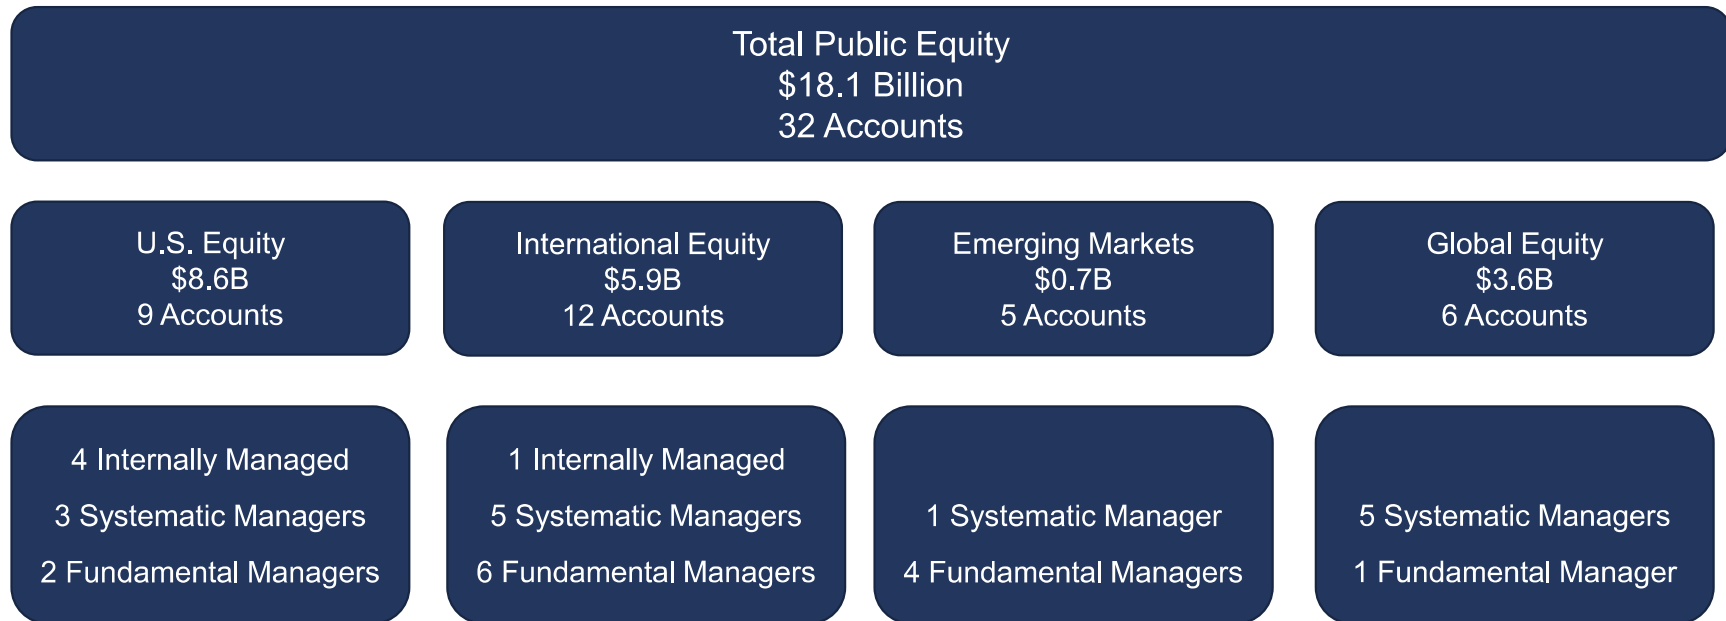 Total Public Equity
$18.1 Billion
32 Accounts
U.S. Equity
$8.6B
9 Accounts
International Equity
$5.9B
12 Accounts
Emerging Markets
$0.7B
5 Accounts
Global Equity
$3.6B
6 Accounts
4 Internally Managed
3 Systematic Managers
2 Fundamental Managers
1 Internally Managed
5 Systematic Managers
6 Fundamental Managers
1 Systematic Manager
4 Fundamental Managers
5 Systematic Managers
1 Fundamental Manager